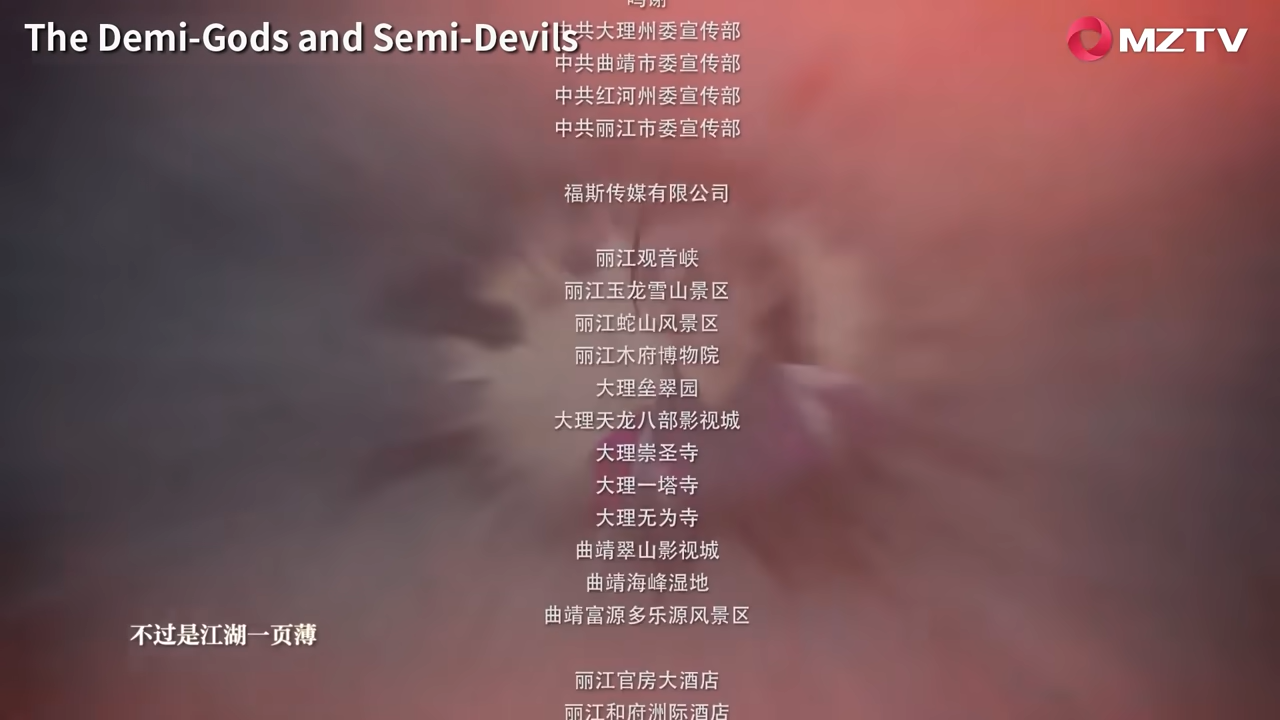 The Demi-Gods and Semi-Devils
MZTV
鸣谢
中共大理州委宣传部
中共曲靖市委宣传部
中共红河州委宣传部
中共丽江市委宣传部
福斯传媒有限公司
丽江观音峡
丽江玉龙雪山景区
丽江蛇山风景区
丽江木府博物院
大理垒翠园
大理天龙八部影视城
大理崇圣寺
大理一塔寺
大理无为寺
曲靖翠山影视城
曲靖海峰湿地
曲靖富源多乐源风景区
不过是江湖一页薄
丽江官房大酒店
丽江和府洲际酒店